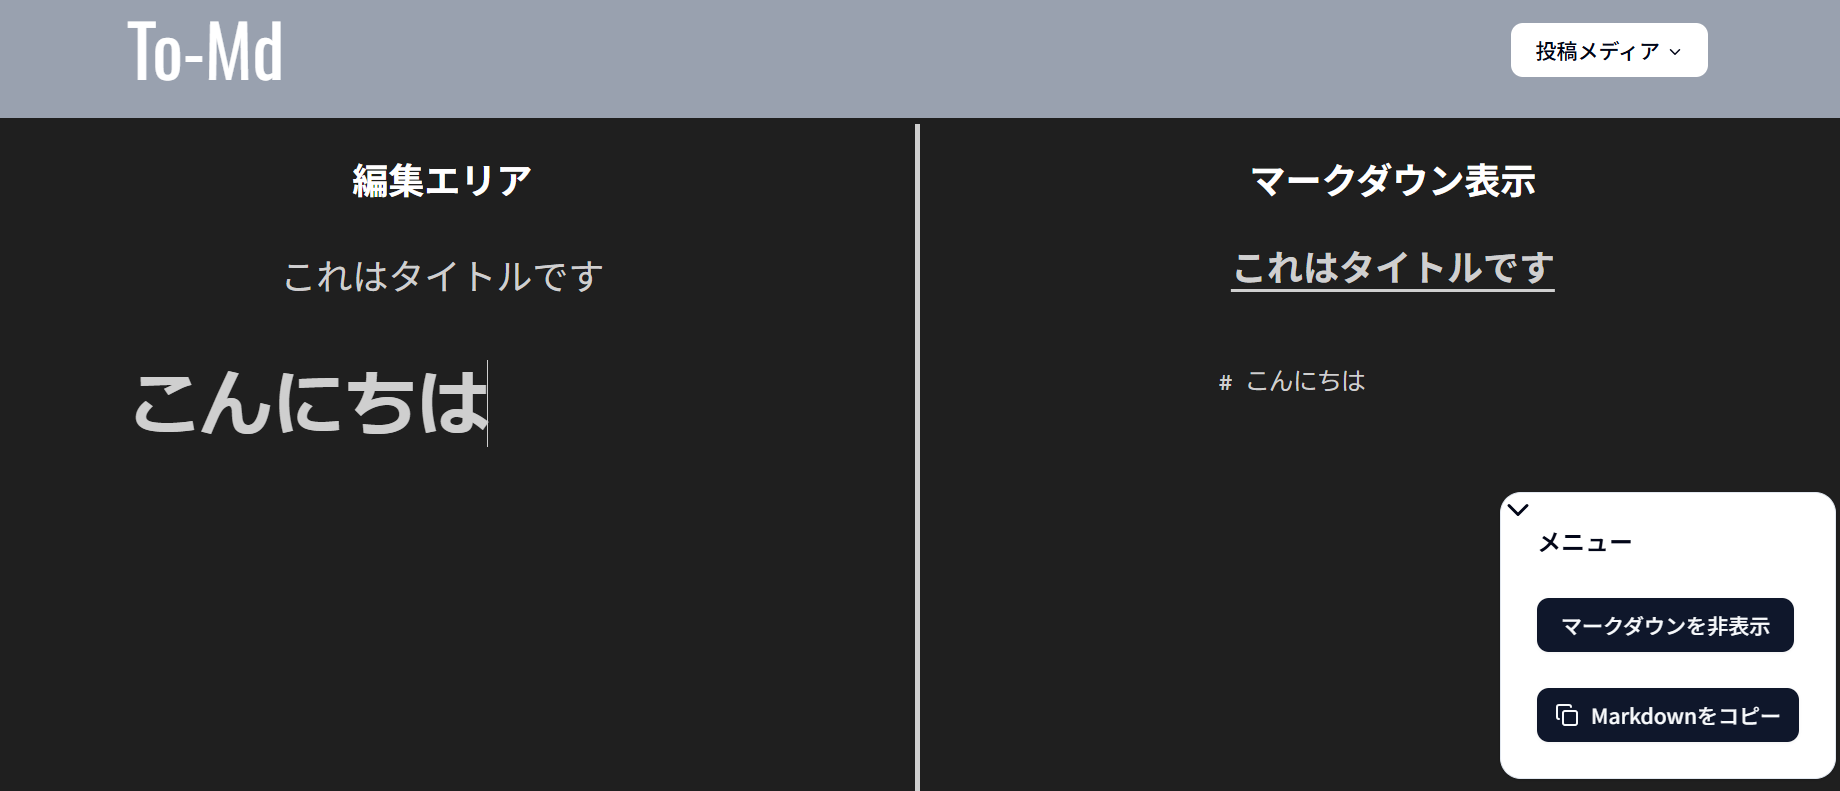 To-Md
投稿メディア
編集エリア
これはタイトルです
こんにちは
マークダウン表示
これはタイトルです
# こんにちは
メニュー
マークダウンを非表示
Markdownをコピー